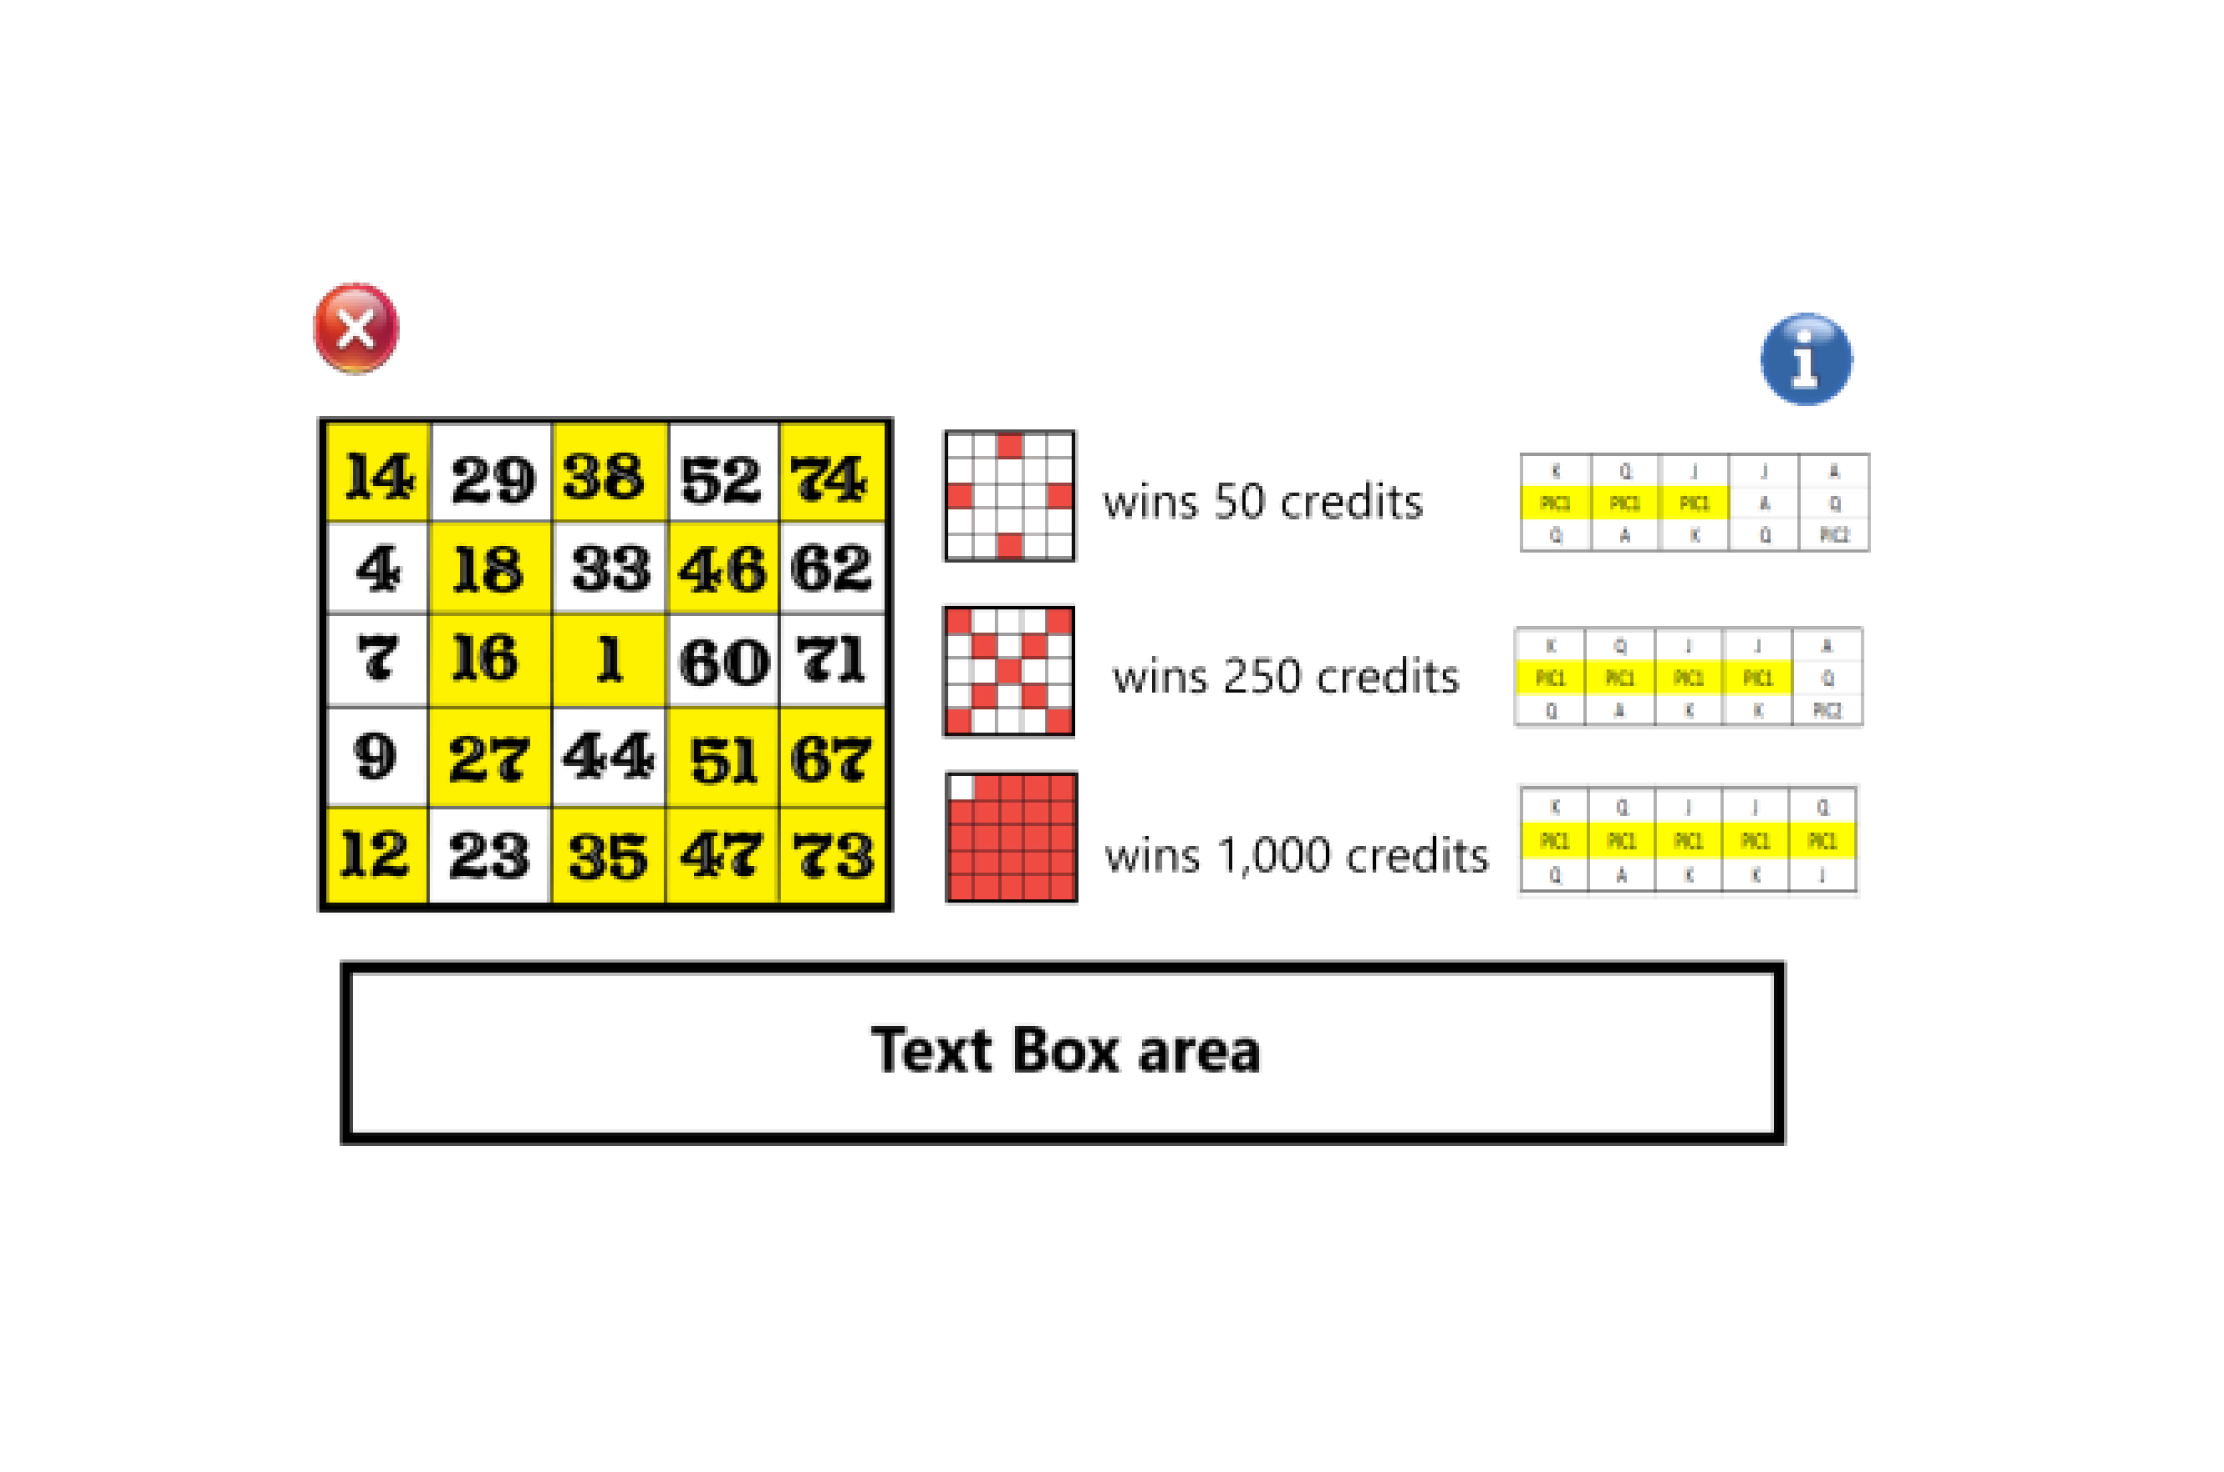 14 29 38 52 74
4 18 33 46 62
7 16 1 60 71
9 27 44 51 67
12 23 35 47 73
wins 50 credits
K Q J J A
PIC1 PIC1 PIC1 A Q
Q A K Q PIC2
wins 250 credits
K Q J J A
PIC1 PIC1 PIC1 PIC1 Q
Q A K K PIC2
wins 1,000 credits
K Q J J Q
PIC1 PIC1 PIC1 PIC1 PIC1
Q A K K J
Text Box area